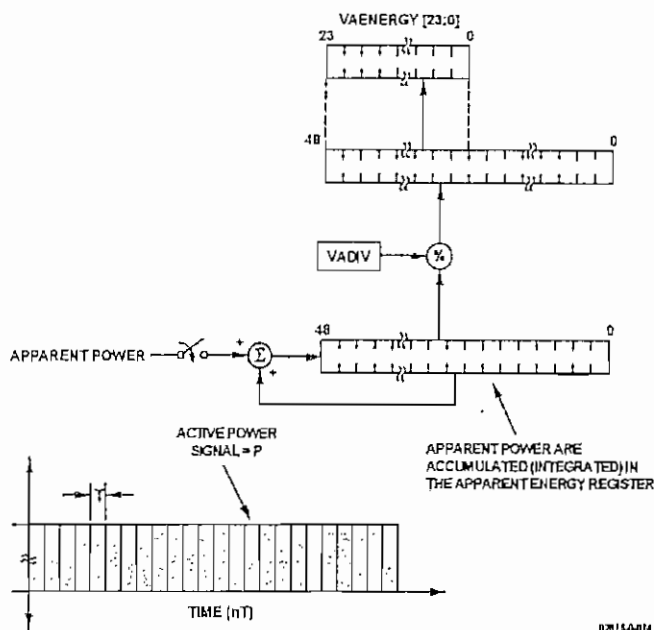 VAENERGY [23:0]
23 0
48 0
VADIV
%
48 0
APPARENT POWER
+
Σ
+
ACTIVE POWER
SIGNAL = P
APPARENT POWER ARE
ACCUMULATED (INTEGRATED) IN
THE APPARENT ENERGY REGISTER
T
TIME (nT)